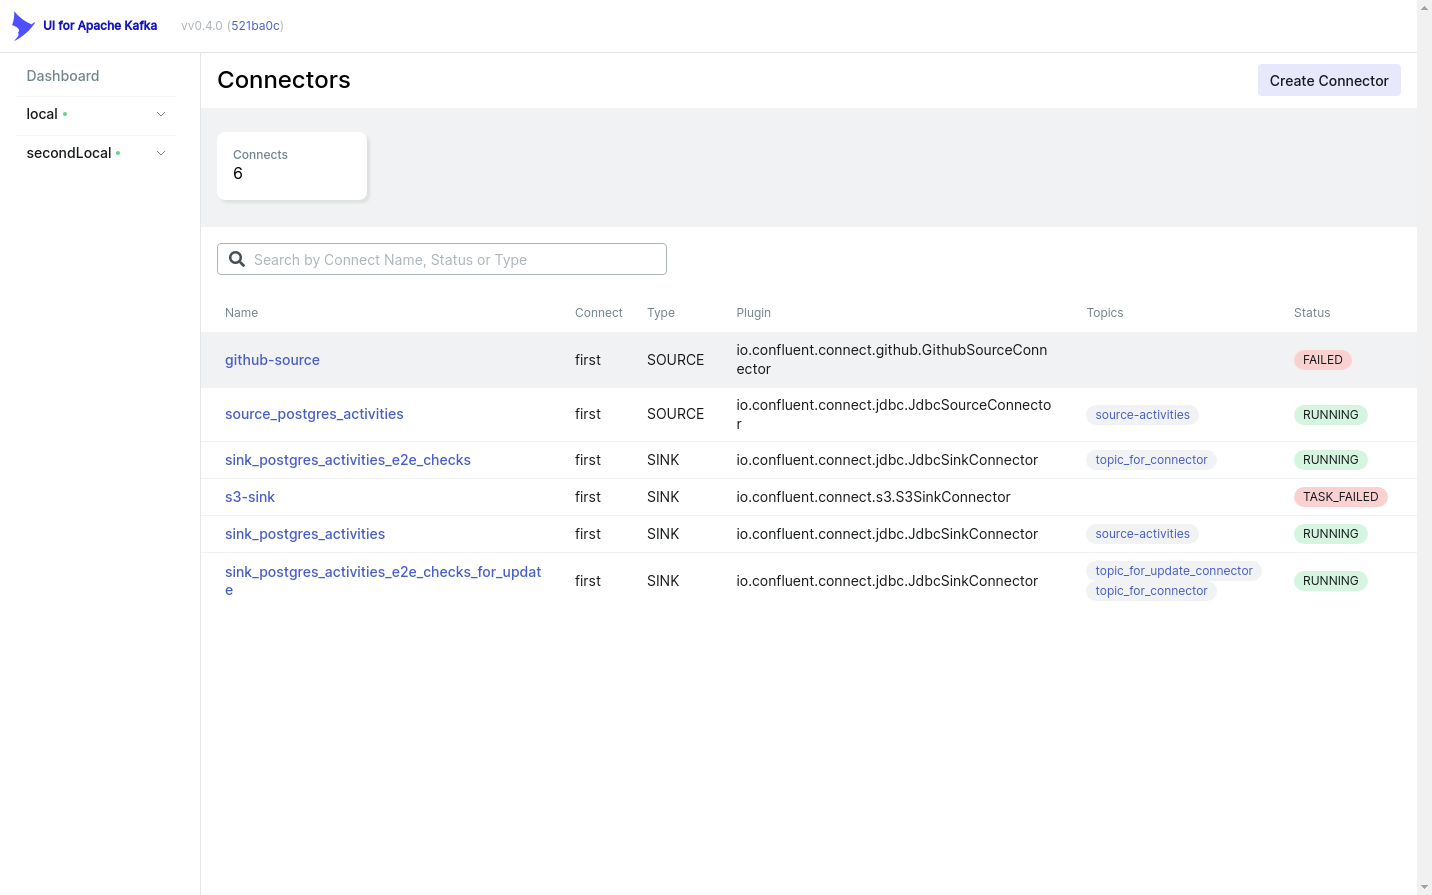 UI for Apache Kafka
vv0.4.0 (521ba0c)
Dashboard
local
secondLocal
Connectors
Create Connector
Connects
6
Search by Connect Name, Status or Type
Name Connect Type Plugin Topics Status
github-source first SOURCE io.confluent.connect.github.GithubSourceConn
ector
FAILED
source_postgres_activities first SOURCE io.confluent.connect.jdbc.JdbcSourceConnecto
r
source-activities RUNNING
sink_postgres_activities_e2e_checks first SINK io.confluent.connect.jdbc.JdbcSinkConnector topic_for_connector RUNNING
s3-sink first SINK io.confluent.connect.s3.S3SinkConnector TASK_FAILED
sink_postgres_activities first SINK io.confluent.connect.jdbc.JdbcSinkConnector source-activities RUNNING
sink_postgres_activities_e2e_checks_for_updat
e
first SINK io.confluent.connect.jdbc.JdbcSinkConnector
topic_for_update_connector
topic_for_connector
RUNNING